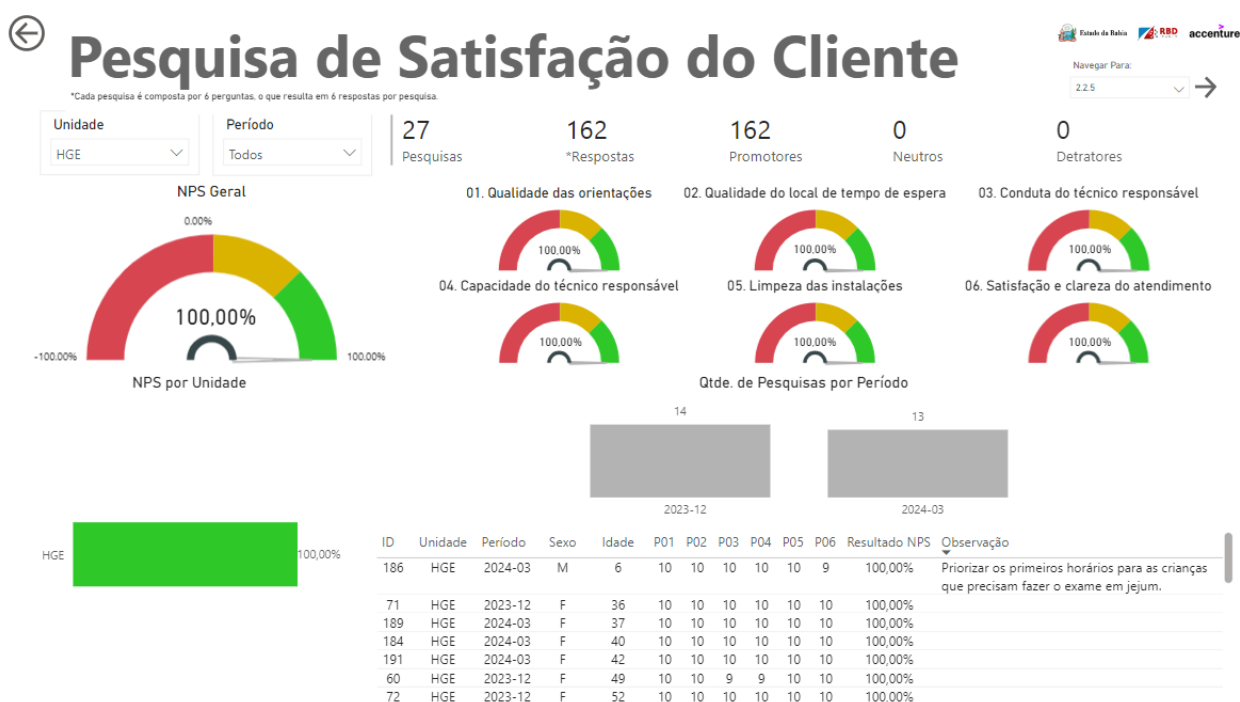 Pesquisa de Satisfação do Cliente
Estado da Bahia
RBD
accenture
*Cada pesquisa é composta por 6 perguntas, o que resulta em 6 respostas por pesquisa.
Navegar Para:
2.2.5
Unidade
HGE
Período
Todos
27
Pesquisas
162
*Respostas
162
Promotores
0
Neutros
0
Detratores
NPS Geral
0.00%
100,00%
-100.00%
100.00%
01. Qualidade das orientações
100,00%
02. Qualidade do local de tempo de espera
100,00%
03. Conduta do técnico responsável
100,00%
04. Capacidade do técnico responsável
100,00%
05. Limpeza das instalações
100,00%
06. Satisfação e clareza do atendimento
100,00%
NPS por Unidade
HGE
100,00%
Qtde. de Pesquisas por Período
14
13
2023-12
2024-03
ID Unidade Período Sexo Idade P01 P02 P03 P04 P05 P06 Resultado NPS Observação
186 HGE 2024-03 M 6 10 10 10 10 10 9 100,00% Priorizar os primeiros horários para as crianças
que precisam fazer o exame em jejum.
71 HGE 2023-12 F 36 10 10 10 10 10 10 100,00%
189 HGE 2024-03 F 37 10 10 10 10 10 10 100,00%
184 HGE 2024-03 F 40 10 10 10 10 10 10 100,00%
191 HGE 2024-03 F 42 10 10 10 10 10 10 100,00%
60 HGE 2023-12 F 49 10 10 9 9 10 10 100,00%
72 HGE 2023-12 F 52 10 10 10 10 10 10 100,00%